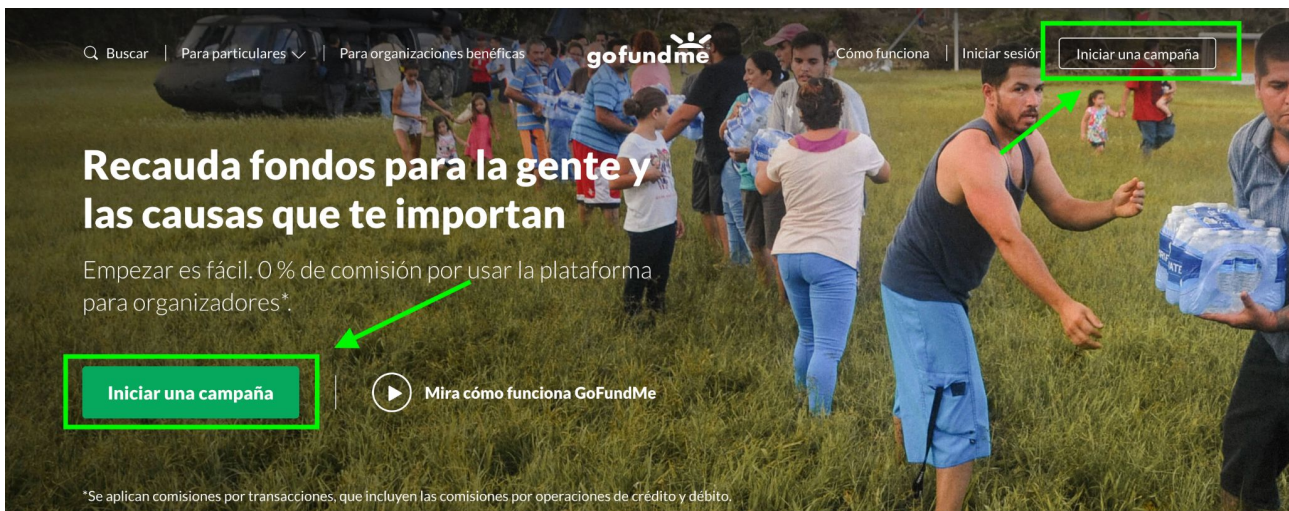 Buscar | Para particulares | Para organizaciones benéficas gofundme Cómo funciona | Iniciar sesión Iniciar una campaña
Recauda fondos para la gente y
las causas que te importan
Empezar es fácil. 0 % de comisión por usar la plataforma
para organizadores*.
Iniciar una campaña Mira cómo funciona GoFundMe
*Se aplican comisiones por transacciones, que incluyen las comisiones por operaciones de crédito y débito.